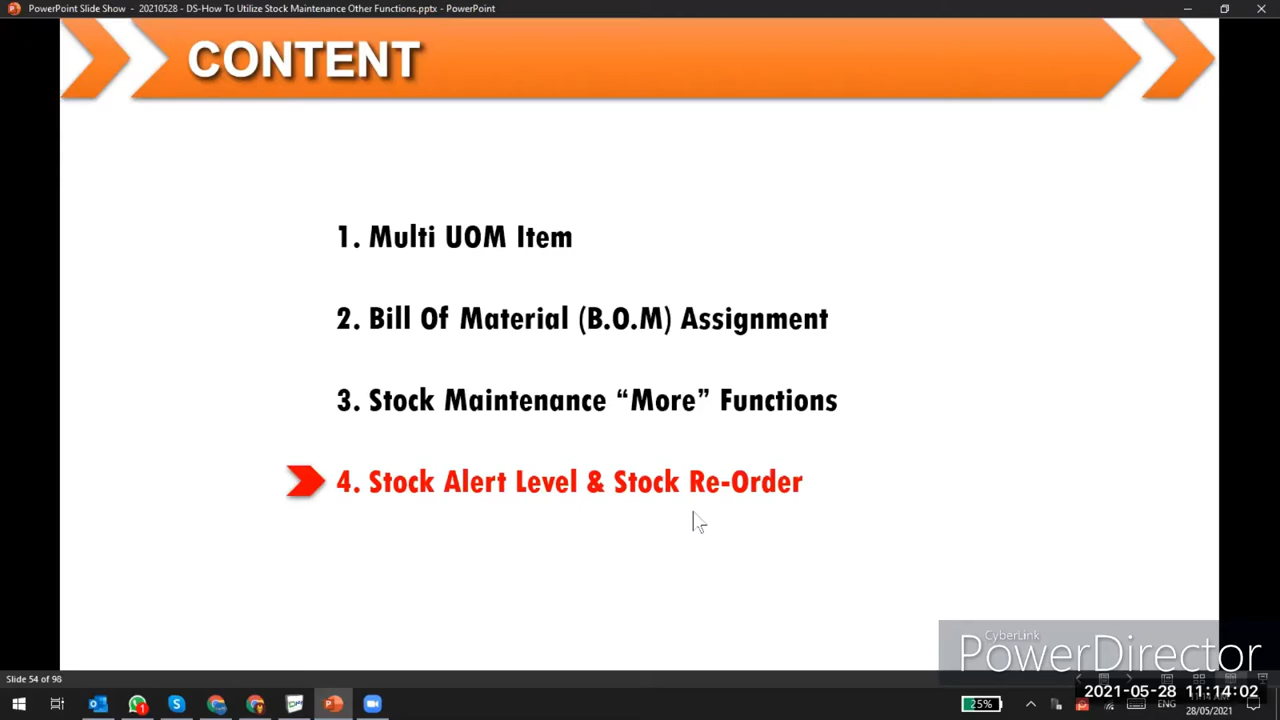 PowerPoint Slide Show - 20210528 - DS-How To Utilize Stock Maintenance Other Functions.pptx - PowerPoint
CONTENT
1. Multi UOM Item
2. Bill Of Material (B.O.M) Assignment
3. Stock Maintenance “More” Functions
4. Stock Alert Level & Stock Re-Order
CyberLink
PowerDirector
Slide 54 of 98
2021-05-28 11:14:02
1
25%
ENG
28/05/2021